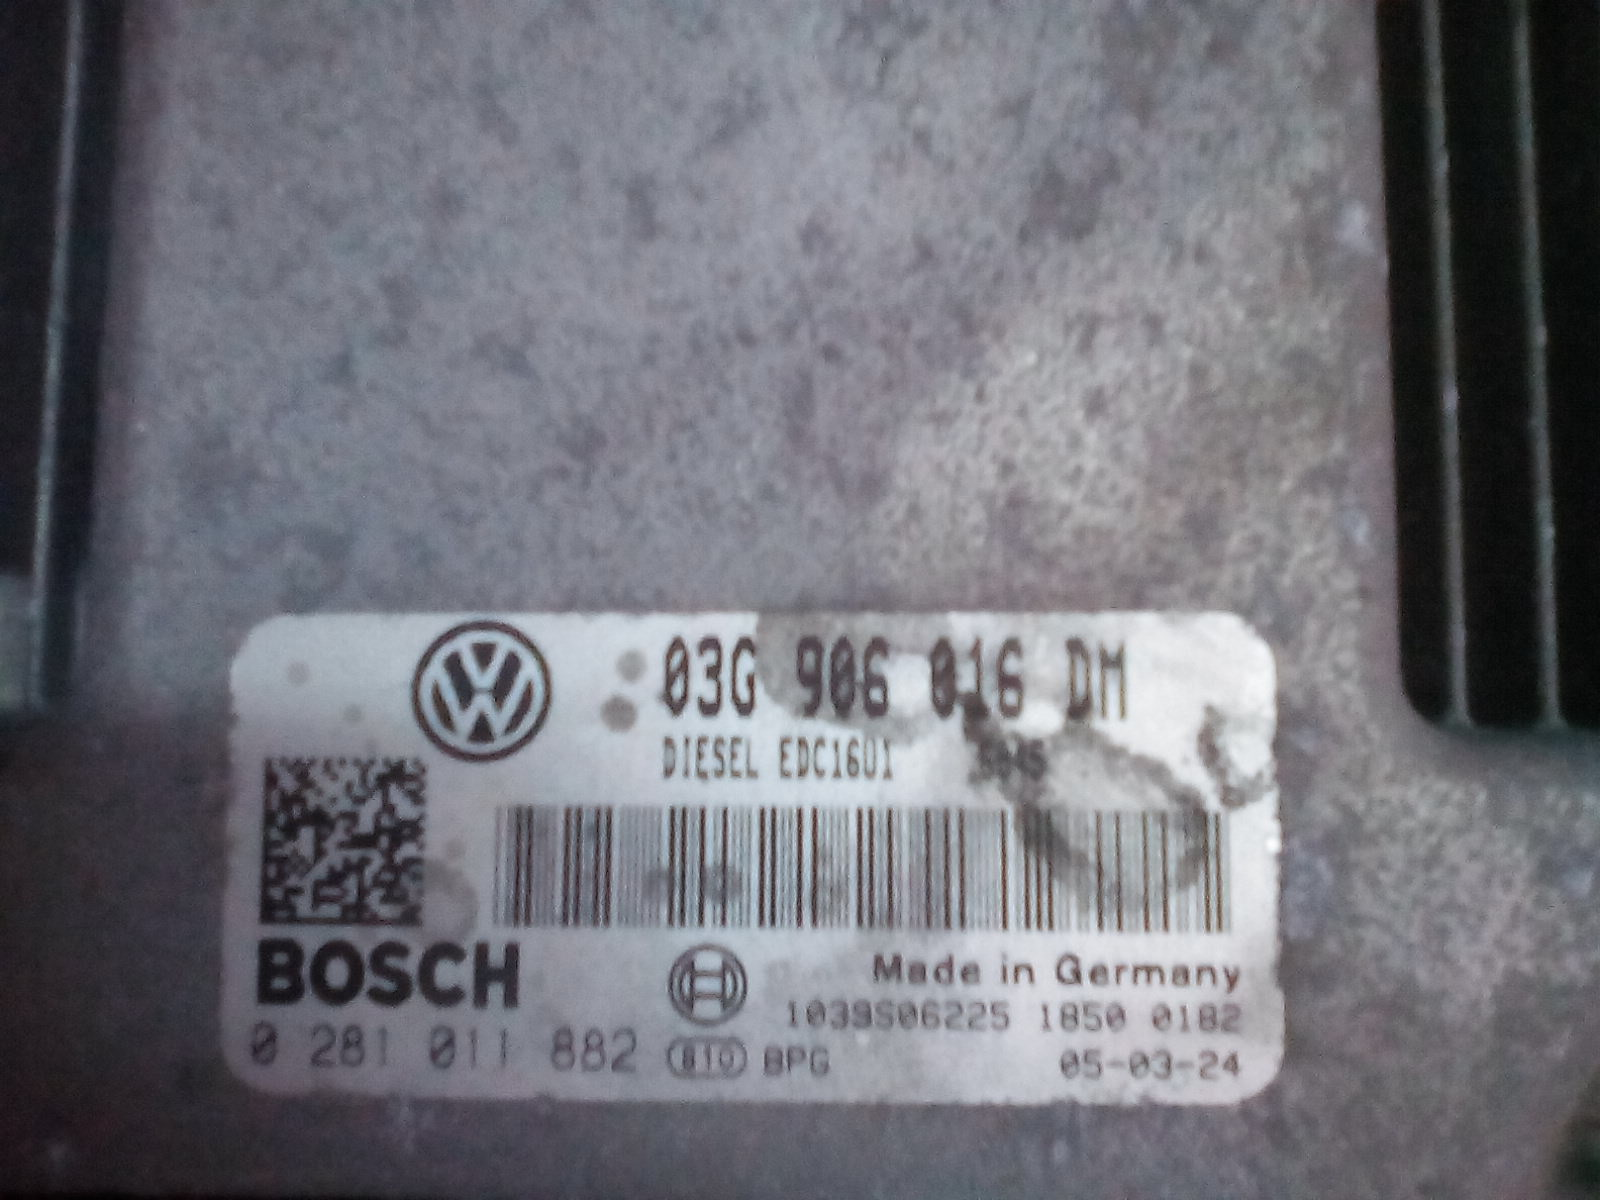 03G 906 016 DM
DIESEL EDC16U1
BOSCH
Made in Germany
1039S06225 1850 0182
0 281 011 882
810 BPG
05-03-24